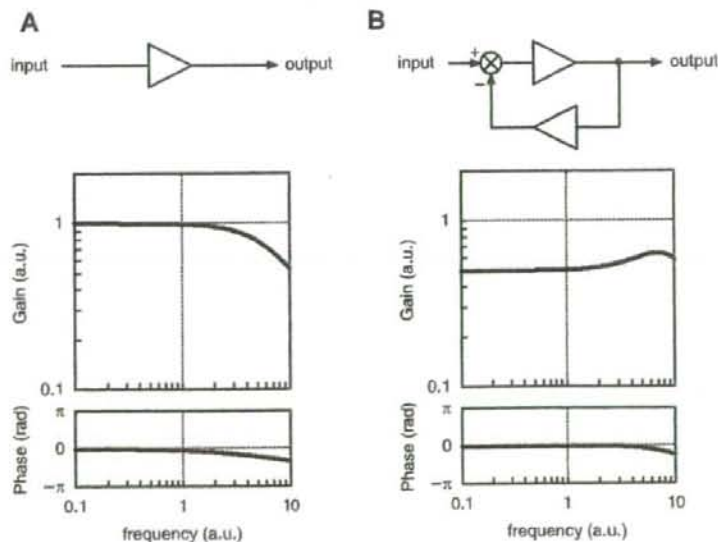 A
input
output
1
Gain (a.u.)
0.1
π
0
−π
Phase (rad)
0.1
1
10
frequency (a.u.)
B
input
+
−
output
1
Gain (a.u.)
0.1
π
0
−π
Phase (rad)
0.1
1
10
frequency (a.u.)